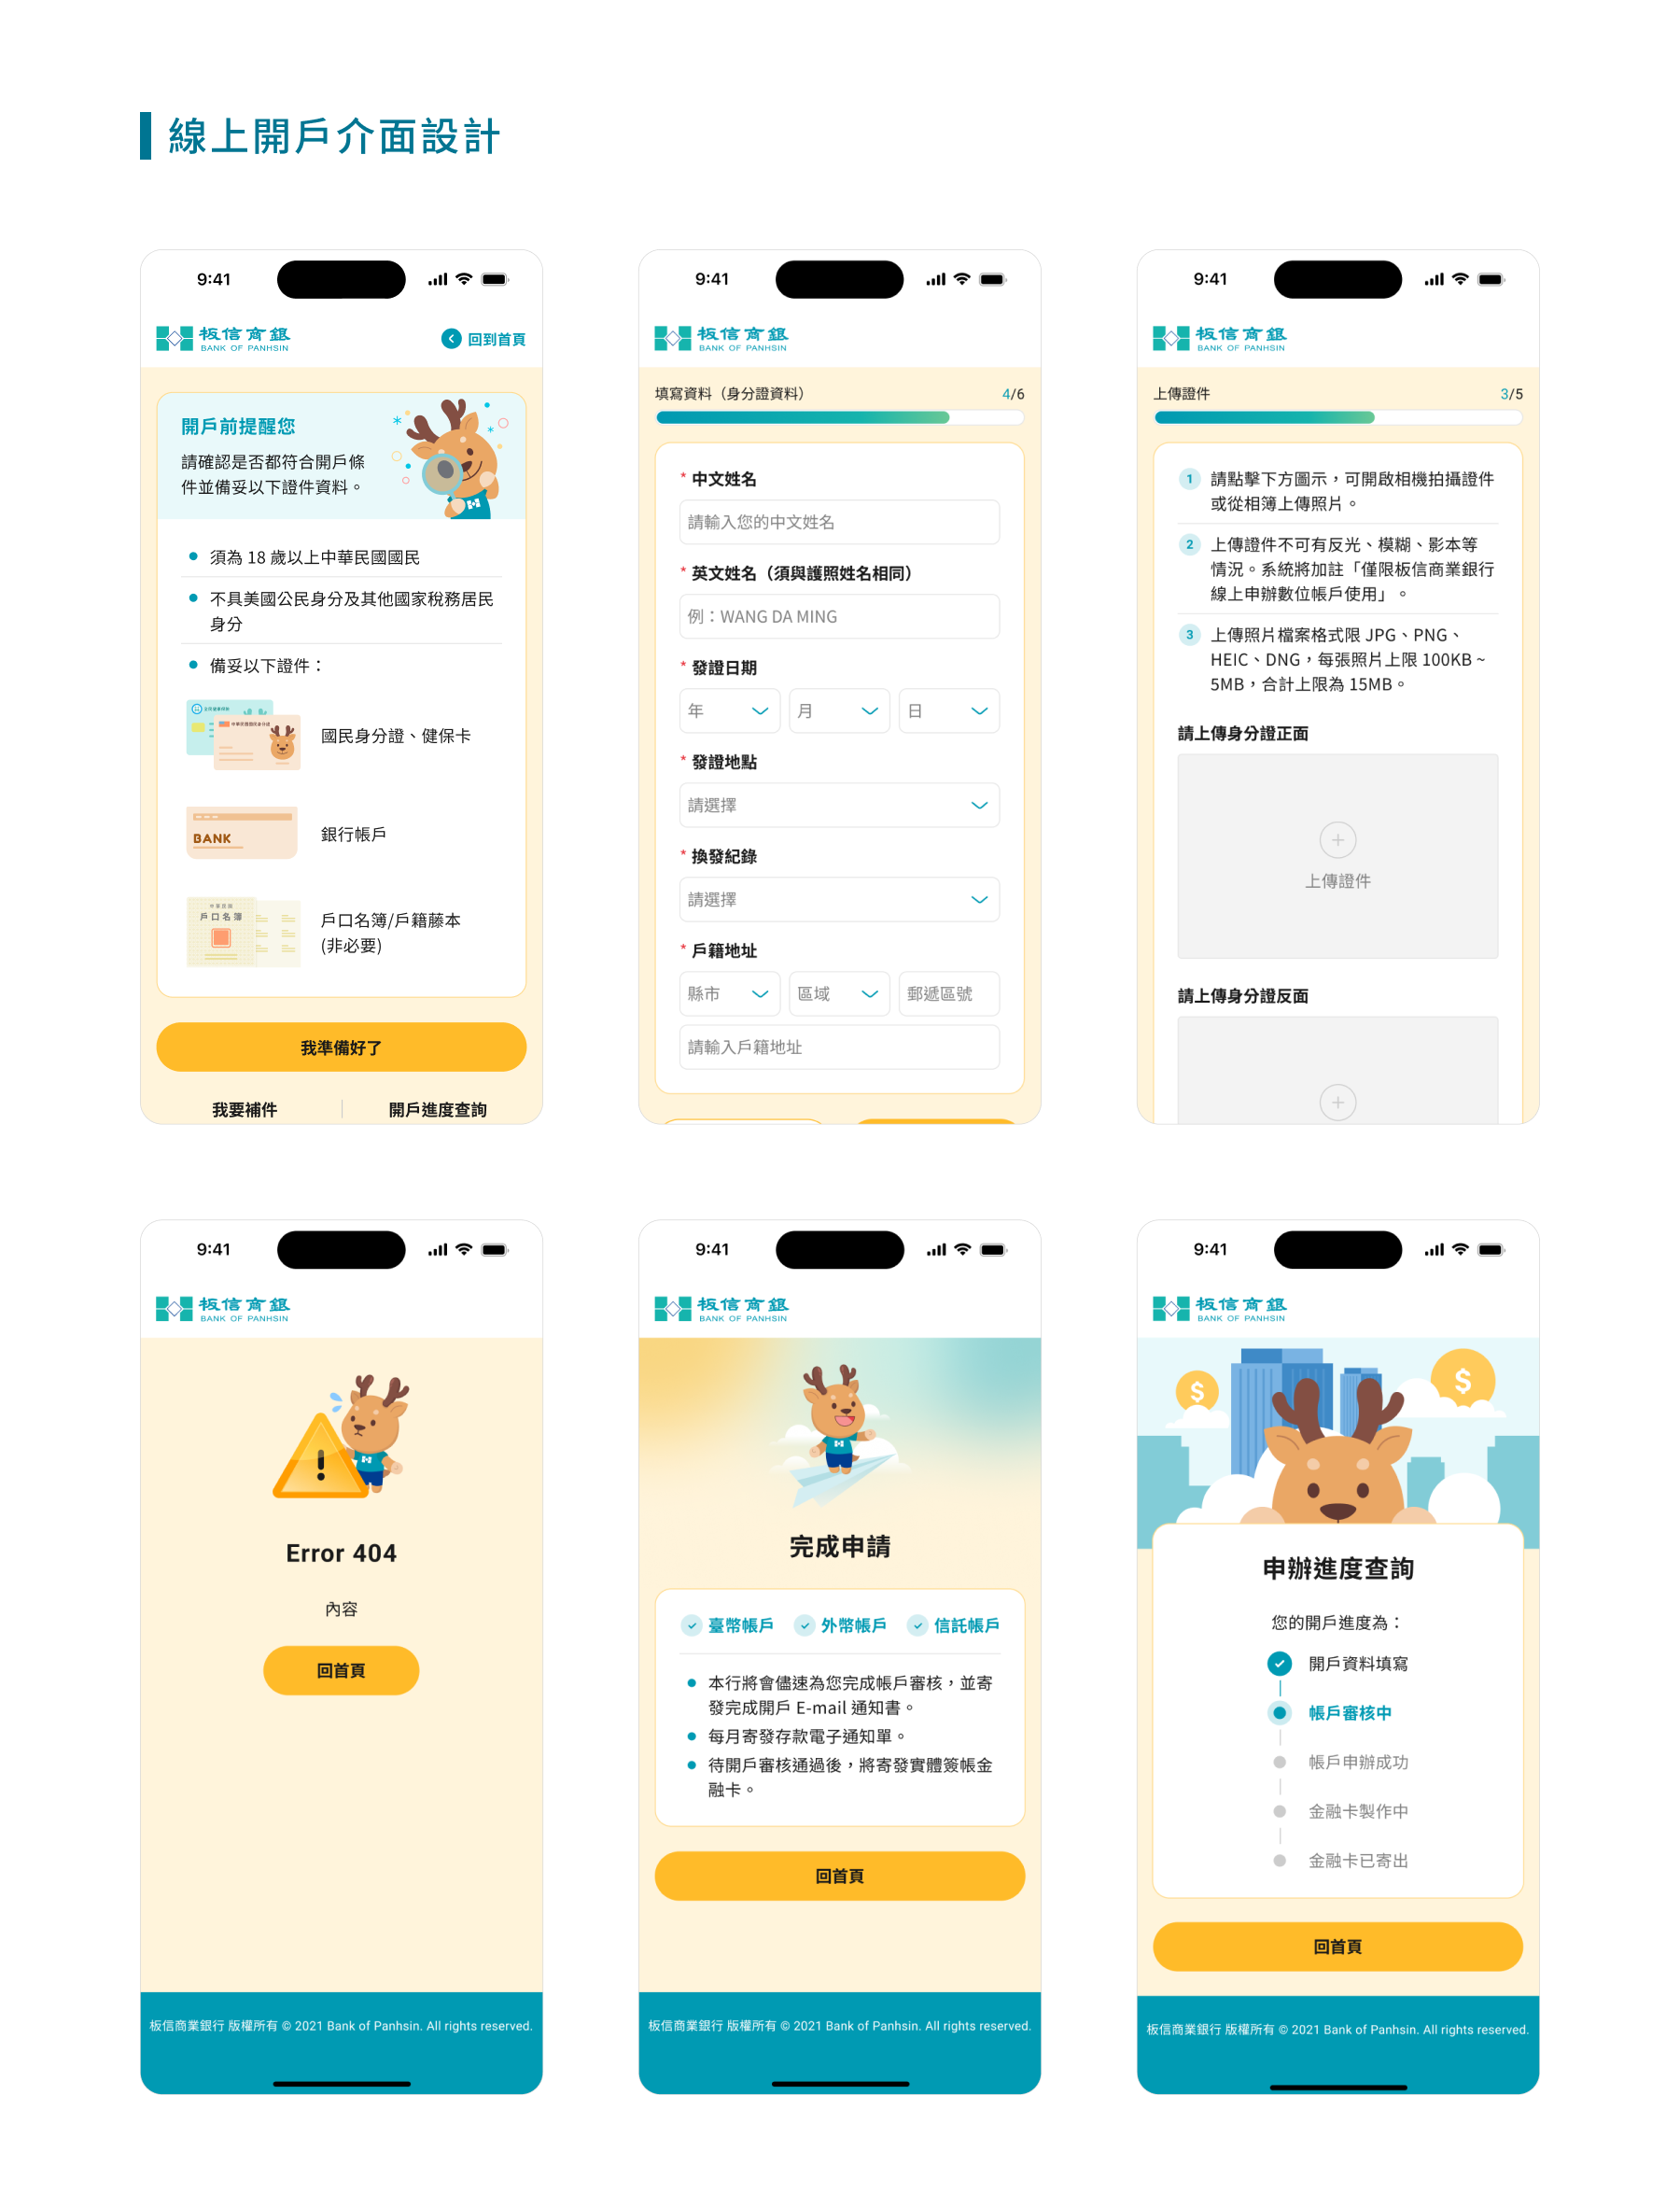 線上開戶介面設計
9:41
板信商銀
BANK OF PANHSIN
回到首頁
開戶前提醒您
請確認是否都符合開戶條
件並備妥以下證件資料。
須為 18 歲以上中華民國國民
不具美國公民身分及其他國家稅務居民
身分
備妥以下證件：
國民身分證、健保卡
BANK
銀行帳戶
戶口名簿
戶口名簿/戶籍藤本
(非必要)
我準備好了
我要補件
開戶進度查詢
9:41
板信商銀
BANK OF PANHSIN
填寫資料（身分證資料）
4/6
* 中文姓名
請輸入您的中文姓名
* 英文姓名（須與護照姓名相同）
例：WANG DA MING
* 發證日期
年
月
日
* 發證地點
請選擇
* 換發紀錄
請選擇
* 戶籍地址
縣市
區域
郵遞區號
請輸入戶籍地址
9:41
板信商銀
BANK OF PANHSIN
上傳證件
3/5
1 請點擊下方圖示，可開啟相機拍攝證件
或從相簿上傳照片。
2 上傳證件不可有反光、模糊、影本等
情況。系統將加註「僅限板信商業銀行
線上申辦數位帳戶使用」。
3 上傳照片檔案格式限 JPG、PNG、
HEIC、DNG，每張照片上限 100KB ~
5MB，合計上限為 15MB。
請上傳身分證正面
上傳證件
請上傳身分證反面
9:41
板信商銀
BANK OF PANHSIN
Error 404
內容
回首頁
板信商業銀行 版權所有 © 2021 Bank of Panhsin. All rights reserved.
9:41
板信商銀
BANK OF PANHSIN
完成申請
臺幣帳戶
外幣帳戶
信託帳戶
本行將會儘速為您完成帳戶審核，並寄
發完成開戶 E-mail 通知書。
每月寄發存款電子通知單。
待開戶審核通過後，將寄發實體簽帳金
融卡。
回首頁
板信商業銀行 版權所有 © 2021 Bank of Panhsin. All rights reserved.
9:41
板信商銀
BANK OF PANHSIN
$
$
申辦進度查詢
您的開戶進度為：
開戶資料填寫
帳戶審核中
帳戶申辦成功
金融卡製作中
金融卡已寄出
回首頁
板信商業銀行 版權所有 © 2021 Bank of Panhsin. All rights reserved.